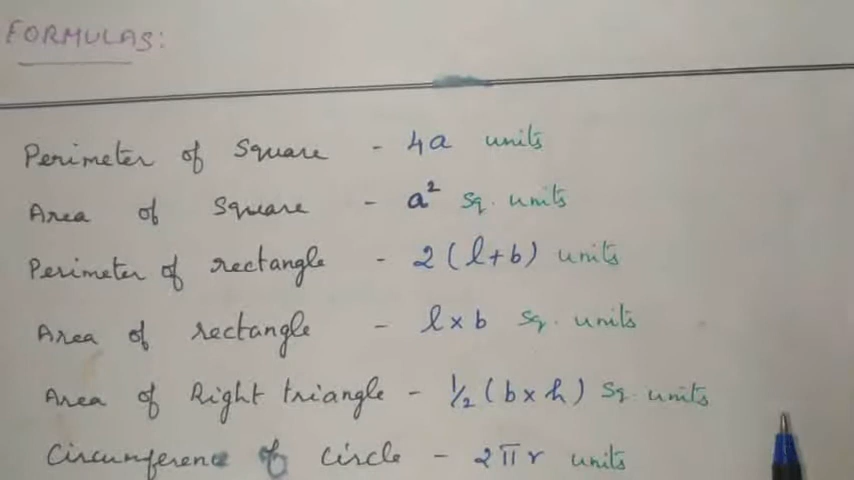 FORMULAS:
Perimeter of Square - 4a units
Area of Square - a² Sq. units
Perimeter of rectangle - 2 (l+b) units
Area of rectangle - l × b Sq. units
Area of Right triangle - 1/2 (b × h) Sq. units
Circumference of circle - 2πr units